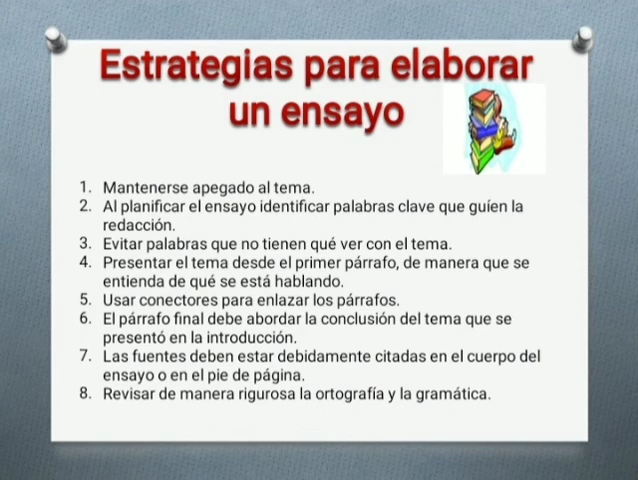 Estrategias para elaborar
un ensayo
1. Mantenerse apegado al tema.
2. Al planificar el ensayo identificar palabras clave que guíen la
redacción.
3. Evitar palabras que no tienen qué ver con el tema.
4. Presentar el tema desde el primer párrafo, de manera que se
entienda de qué se está hablando.
5. Usar conectores para enlazar los párrafos.
6. El párrafo final debe abordar la conclusión del tema que se
presentó en la introducción.
7. Las fuentes deben estar debidamente citadas en el cuerpo del
ensayo o en el pie de página.
8. Revisar de manera rigurosa la ortografía y la gramática.